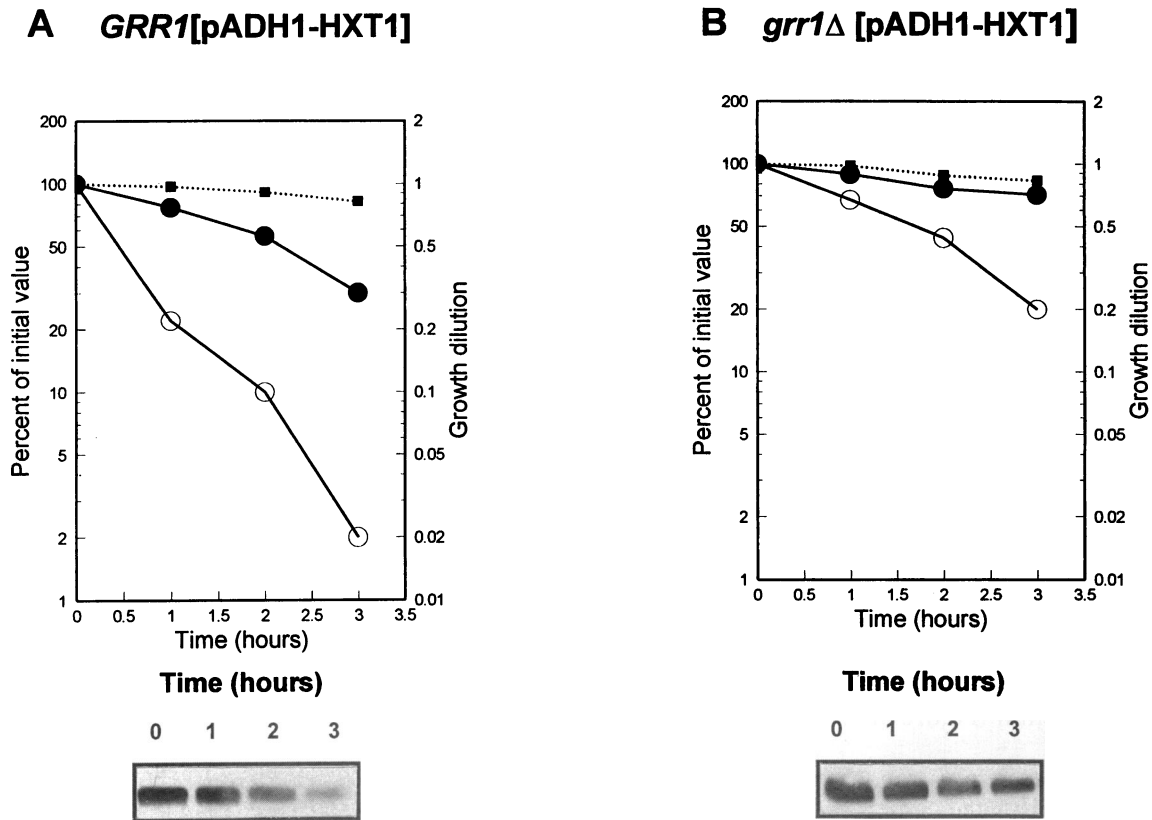 A GRR1[pADH1-HXT1]
200
100
50
20
10
5
2
1
Percent of initial value
2
1
0.5
0.2
0.1
0.05
0.02
0.01
Growth dilution
0 0.5 1 1.5 2 2.5 3 3.5
Time (hours)
Time (hours)
0 1 2 3
B grr1Δ [pADH1-HXT1]
200
100
50
20
10
5
2
1
Percent of initial value
2
1
0.5
0.2
0.1
0.05
0.02
0.01
Growth dilution
0 0.5 1 1.5 2 2.5 3 3.5
Time (hours)
Time (hours)
0 1 2 3